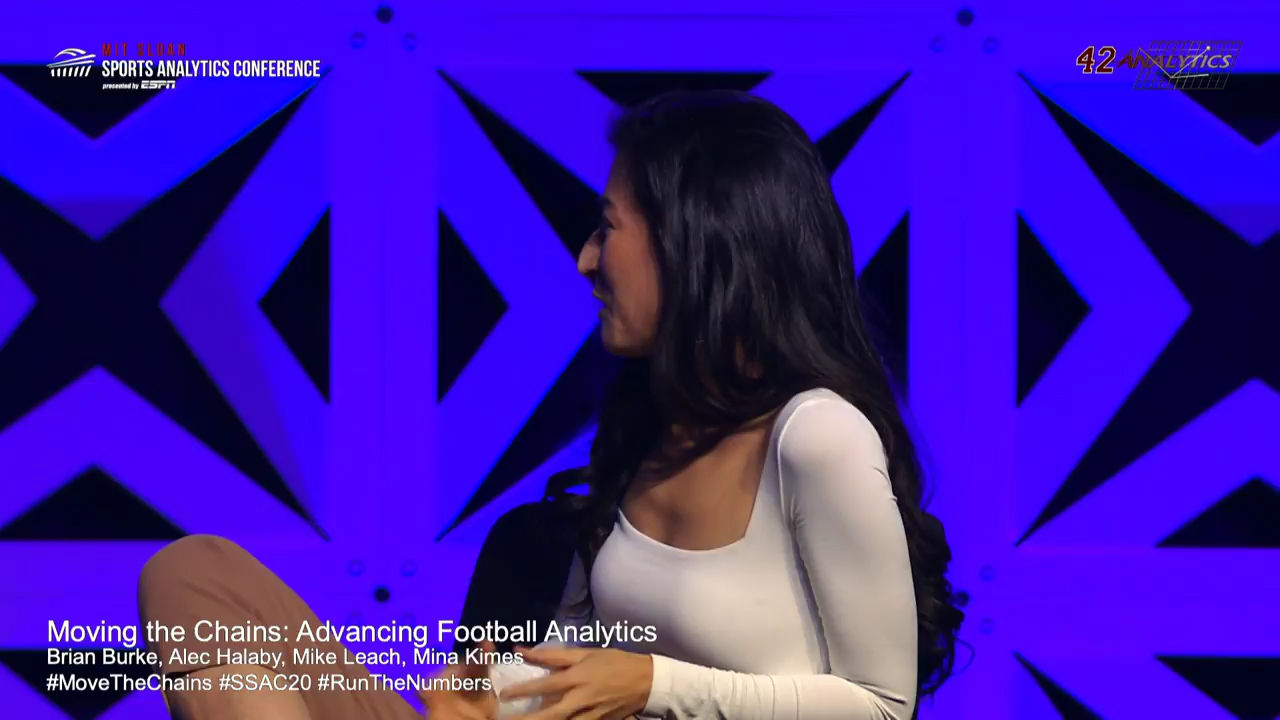 MIT SLOAN
SPORTS ANALYTICS CONFERENCE
presented by ESPN
42 ANALYTICS
Moving the Chains: Advancing Football Analytics
Brian Burke, Alec Halaby, Mike Leach, Mina Kimes
#MoveTheChains #SSAC20 #RunTheNumbers